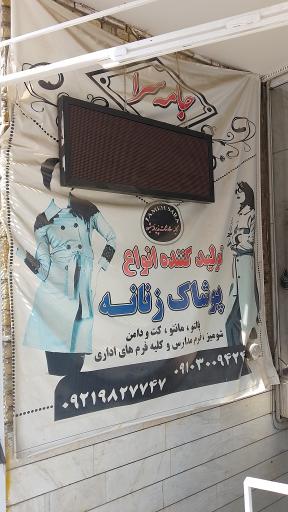 جامه سرا
تولید کننده انواع
پوشاک زنانه
پالتو، مانتو، کت و دامن
شومیز، فرم مدارس و کلیه فرم های اداری
۰۹۱۰۳۰۰۹۴۲۴
۰۹۲۱۹۸۲۷۷۴۷